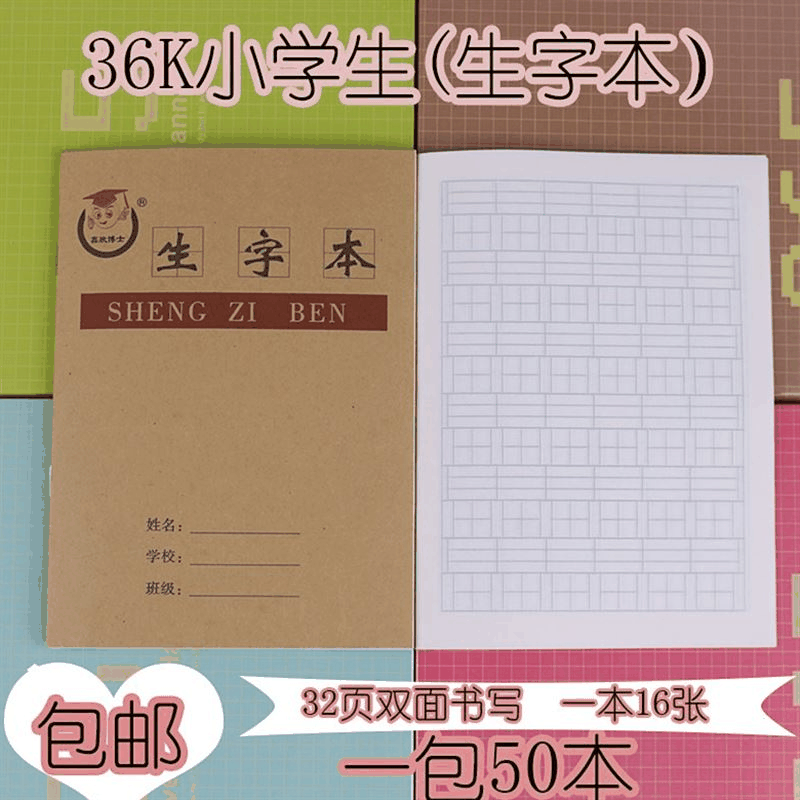 36K小学生(生字本)
鑫欣博士
®
生字本
SHENG ZI BEN
姓名:
学校:
班级:
包邮
32页双面书写 一本16张
一包50本